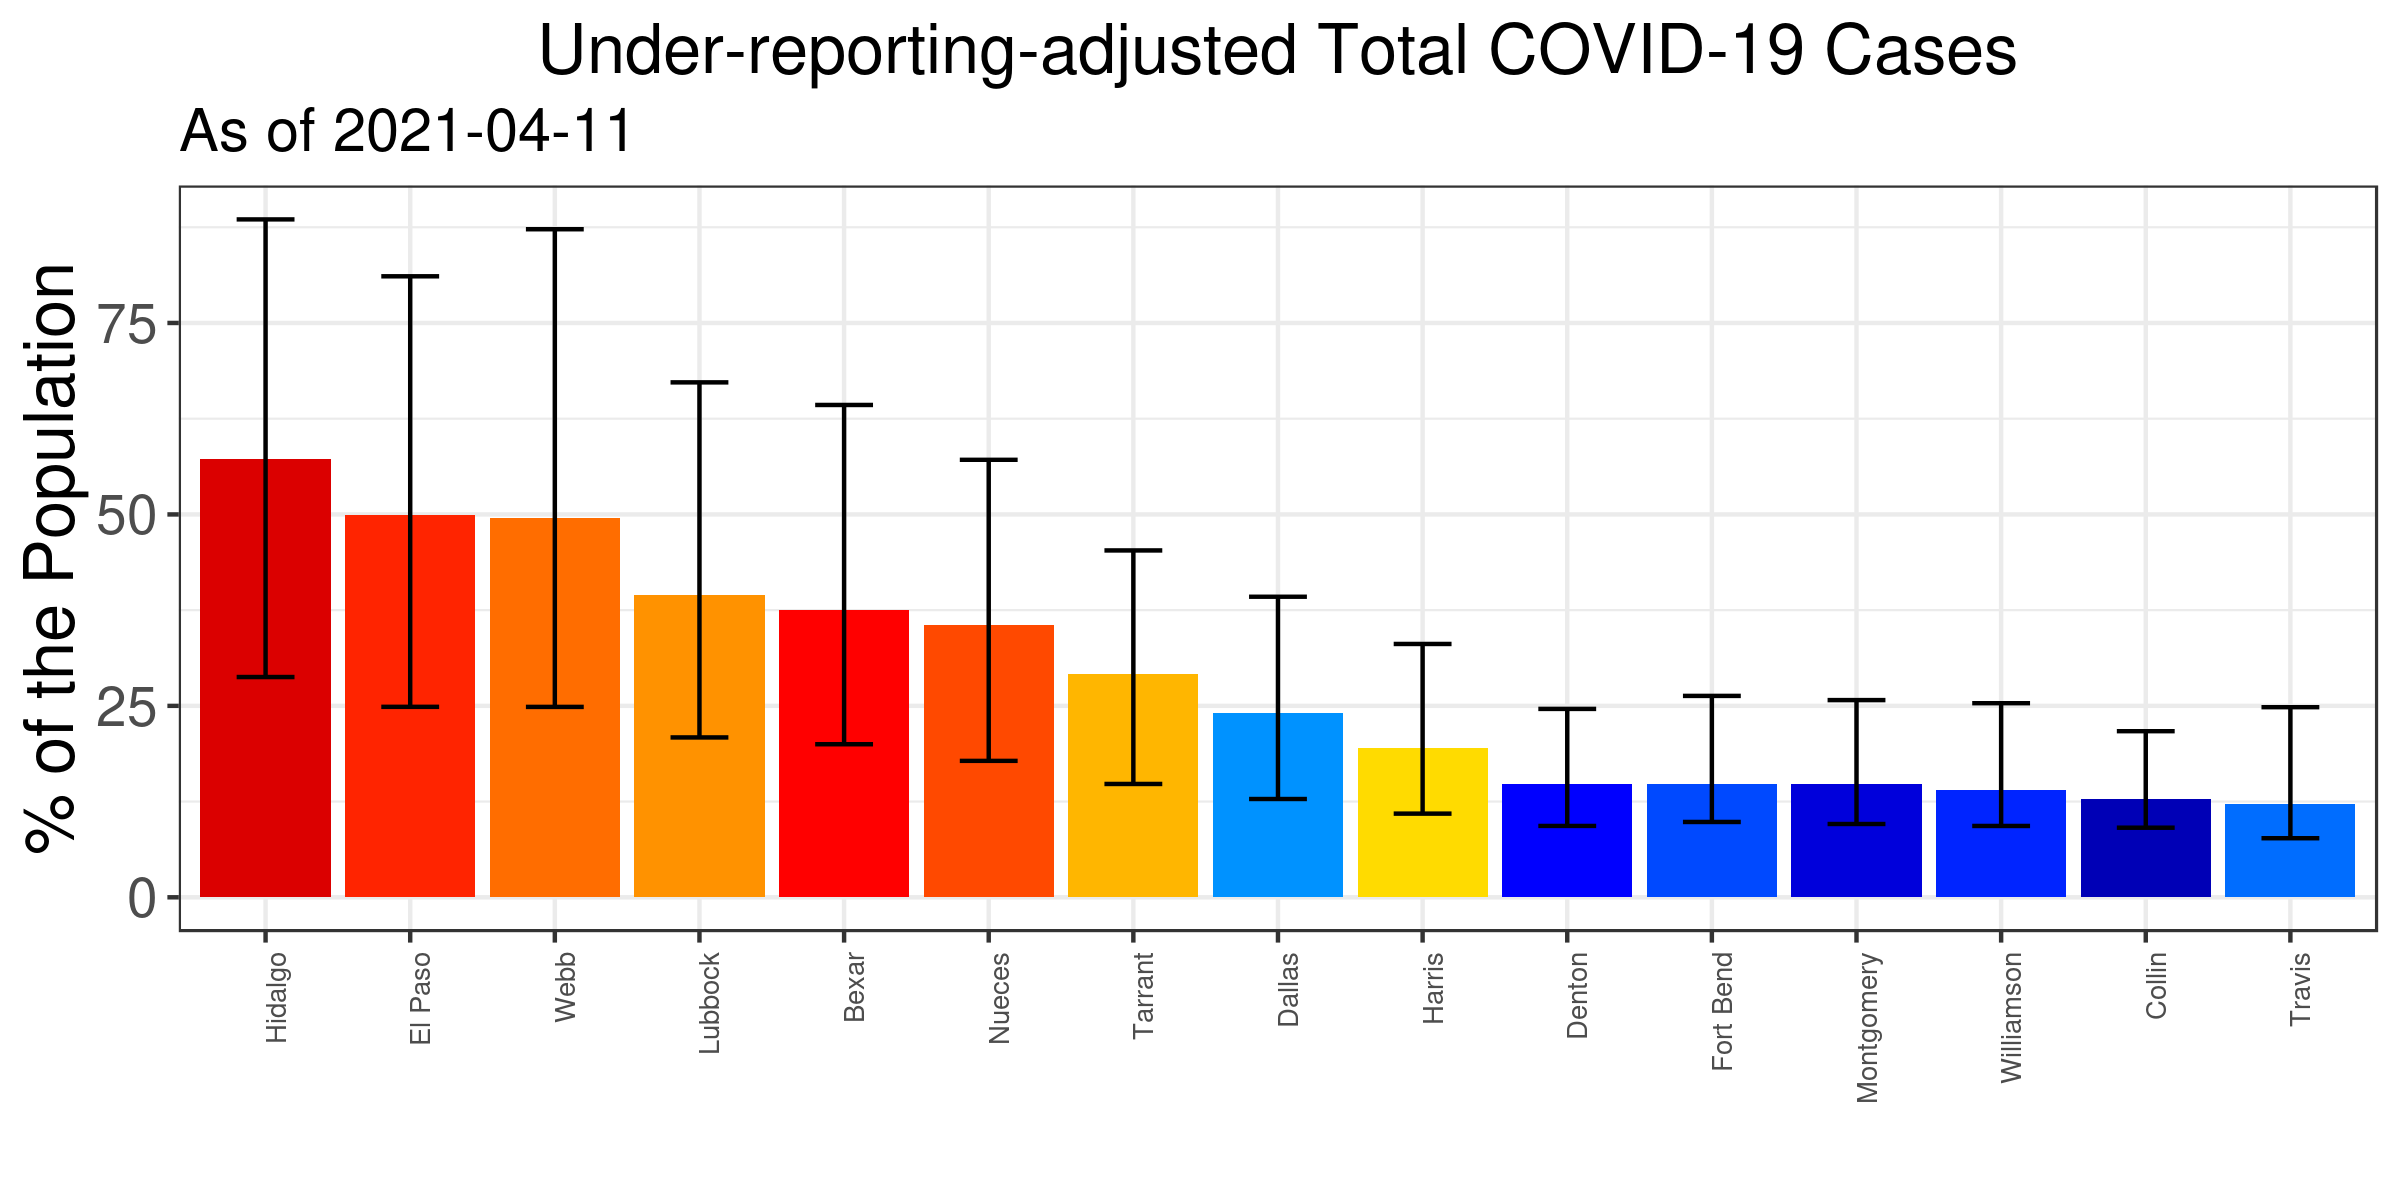 Under-reporting-adjusted Total COVID-19 Cases
As of 2021-04-11
% of the Population
75
50
25
0
Hidalgo
El Paso
Webb
Lubbock
Bexar
Nueces
Tarrant
Dallas
Harris
Denton
Fort Bend
Montgomery
Williamson
Collin
Travis